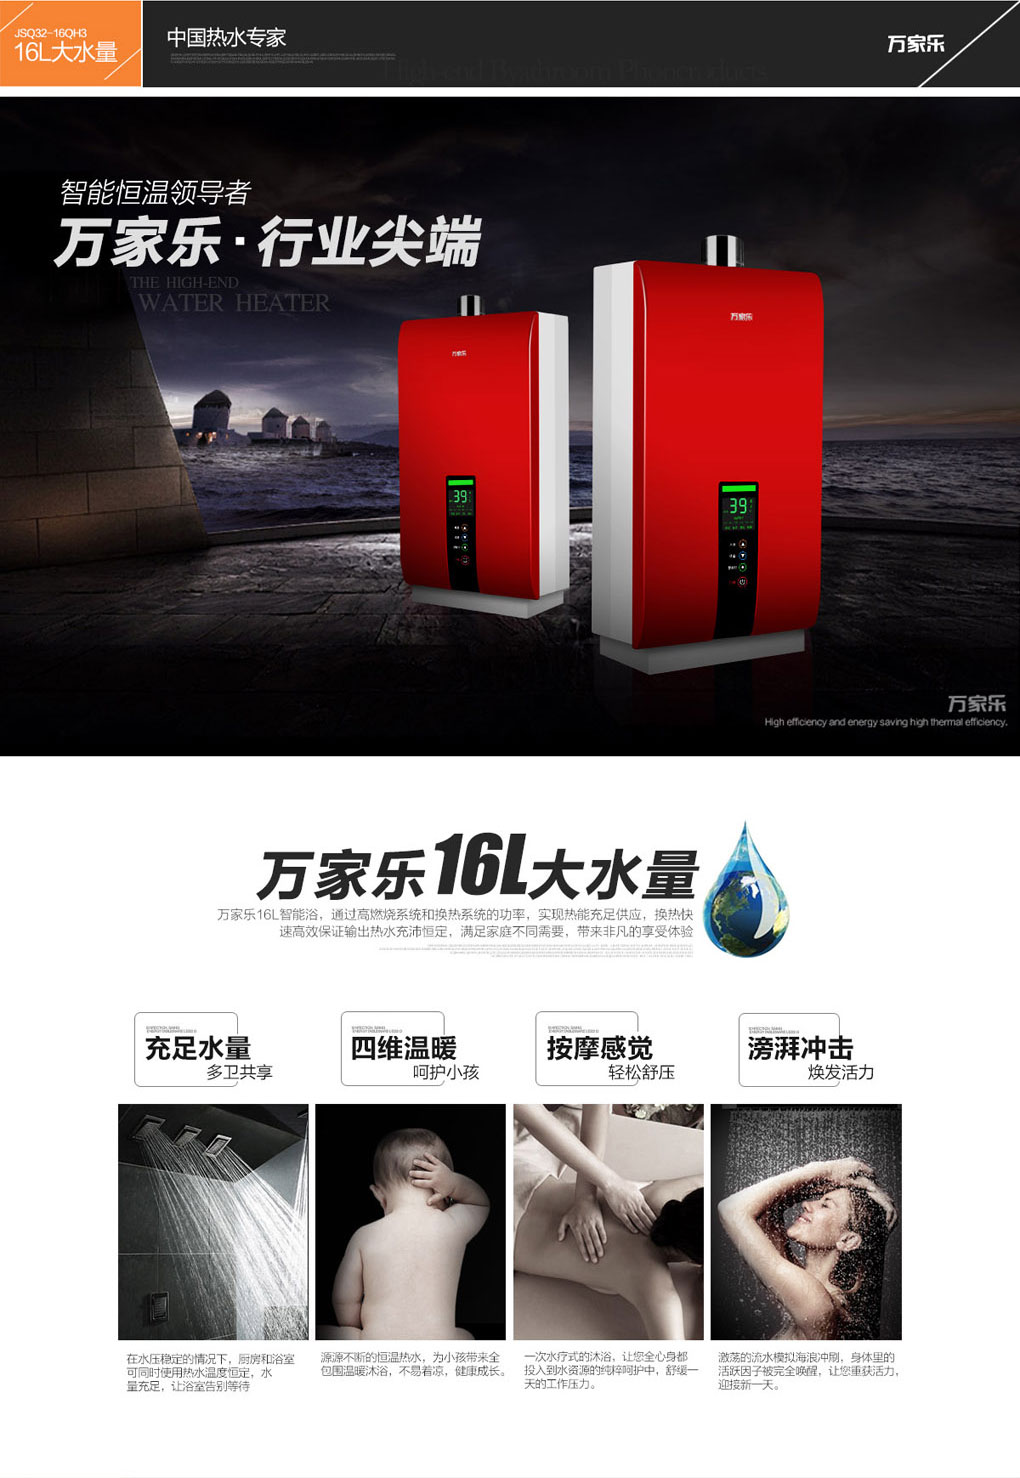 JSQ32-16QH3
16L大水量
中国热水专家
High-end Byathroom Phoneroducts
万家乐
智能恒温领导者
万家乐·行业尖端
THE HIGH-END
WATER HEATER
万家乐
万家乐
39
39
万家乐
High efficiency and energy saving high thermal efficiency.
万家乐16L大水量
万家乐16L智能浴，通过高燃烧系统和换热系统的功率，实现热能充足供应，换热快
速高效保证输出热水充沛恒定，满足家庭不同需要，带来非凡的享受体验
充足水量
多卫共享
四维温暖
呵护小孩
按摩感觉
轻松舒压
滂湃冲击
焕发活力
在水压稳定的情况下，厨房和浴室
可同时使用热水温度恒定，水
量充足，让浴室告别等待
源源不断的恒温热水，为小孩带来全
包围温暖沐浴，不易着凉，健康成长。
一次水疗式的沐浴，让您全心身都
投入到水资源的纯粹呵护中，舒缓一
天的工作压力。
激荡的流水模拟海浪冲刷，身体里的
活跃因子被完全唤醒，让您重获活力，
迎接新一天。